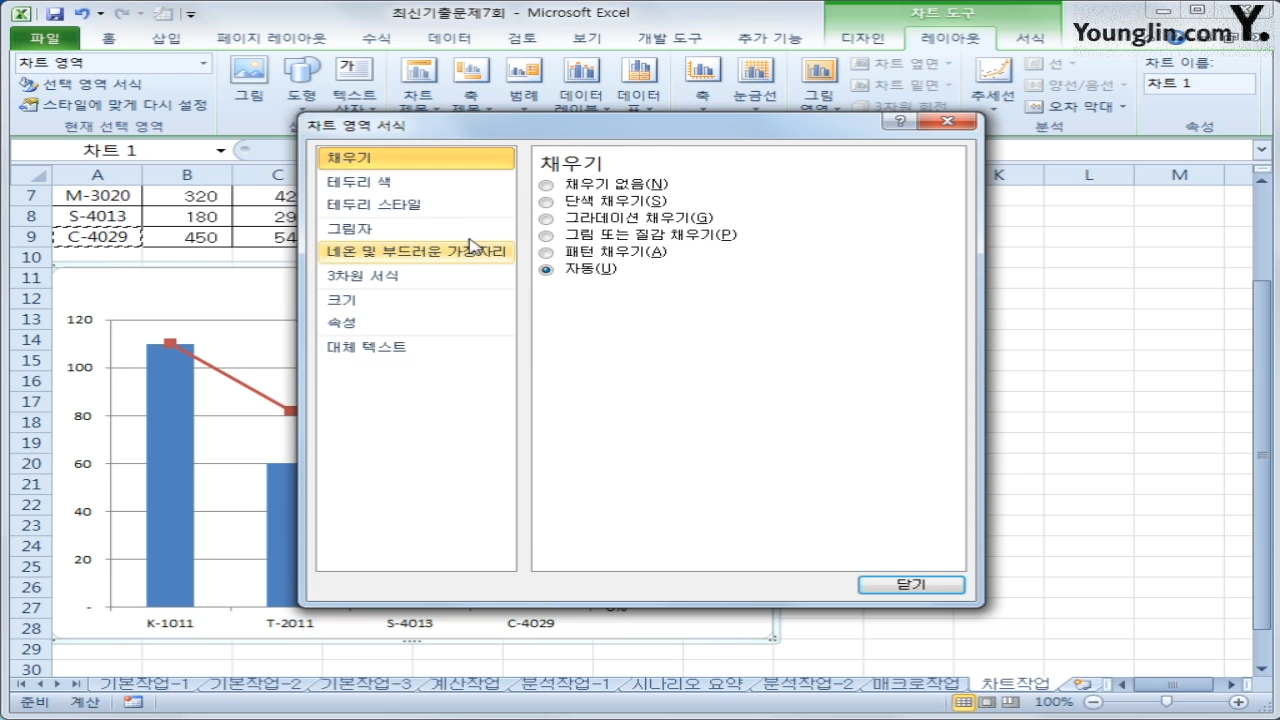 최신기출문제7회 - Microsoft Excel
차트 도구
YoungJin.com Y.
파일 홈 삽입 페이지 레이아웃 수식 데이터 검토 보기 개발 도구 추가 기능 디자인 레이아웃 서식
차트 영역
선택 영역 서식
스타일에 맞게 다시 설정
현재 선택 영역
그림 도형 텍스트 차트 축 범례 데이터 데이터 축 눈금선 그림 추세선
차트 옆면
차트 밑면
3차원 회전
선
양선/음선
오차 막대
분석
차트 이름:
차트 1
속성
차트 1
A B C K L M
7 M-3020 320 42
8 S-4013 180 29
9 C-4029 450 54
10
11
12
13
14
15
16
17
18
19
20
21
22
23
24
25
26
27
28
29
30
120
100
80
60
40
20
-
K-1011 T-2011 S-4013 C-4029
차트 영역 서식
채우기
테두리 색
테두리 스타일
그림자
네온 및 부드러운 가장자리
3차원 서식
크기
속성
대체 텍스트
채우기
채우기 없음(N)
단색 채우기(S)
그라데이션 채우기(G)
그림 또는 질감 채우기(P)
패턴 채우기(A)
자동(U)
닫기
기본작업-1 기본작업-2 기본작업-3 계산작업 분석작업-1 시나리오 요약 분석작업-2 매크로작업 차트작업
준비 계산 100%